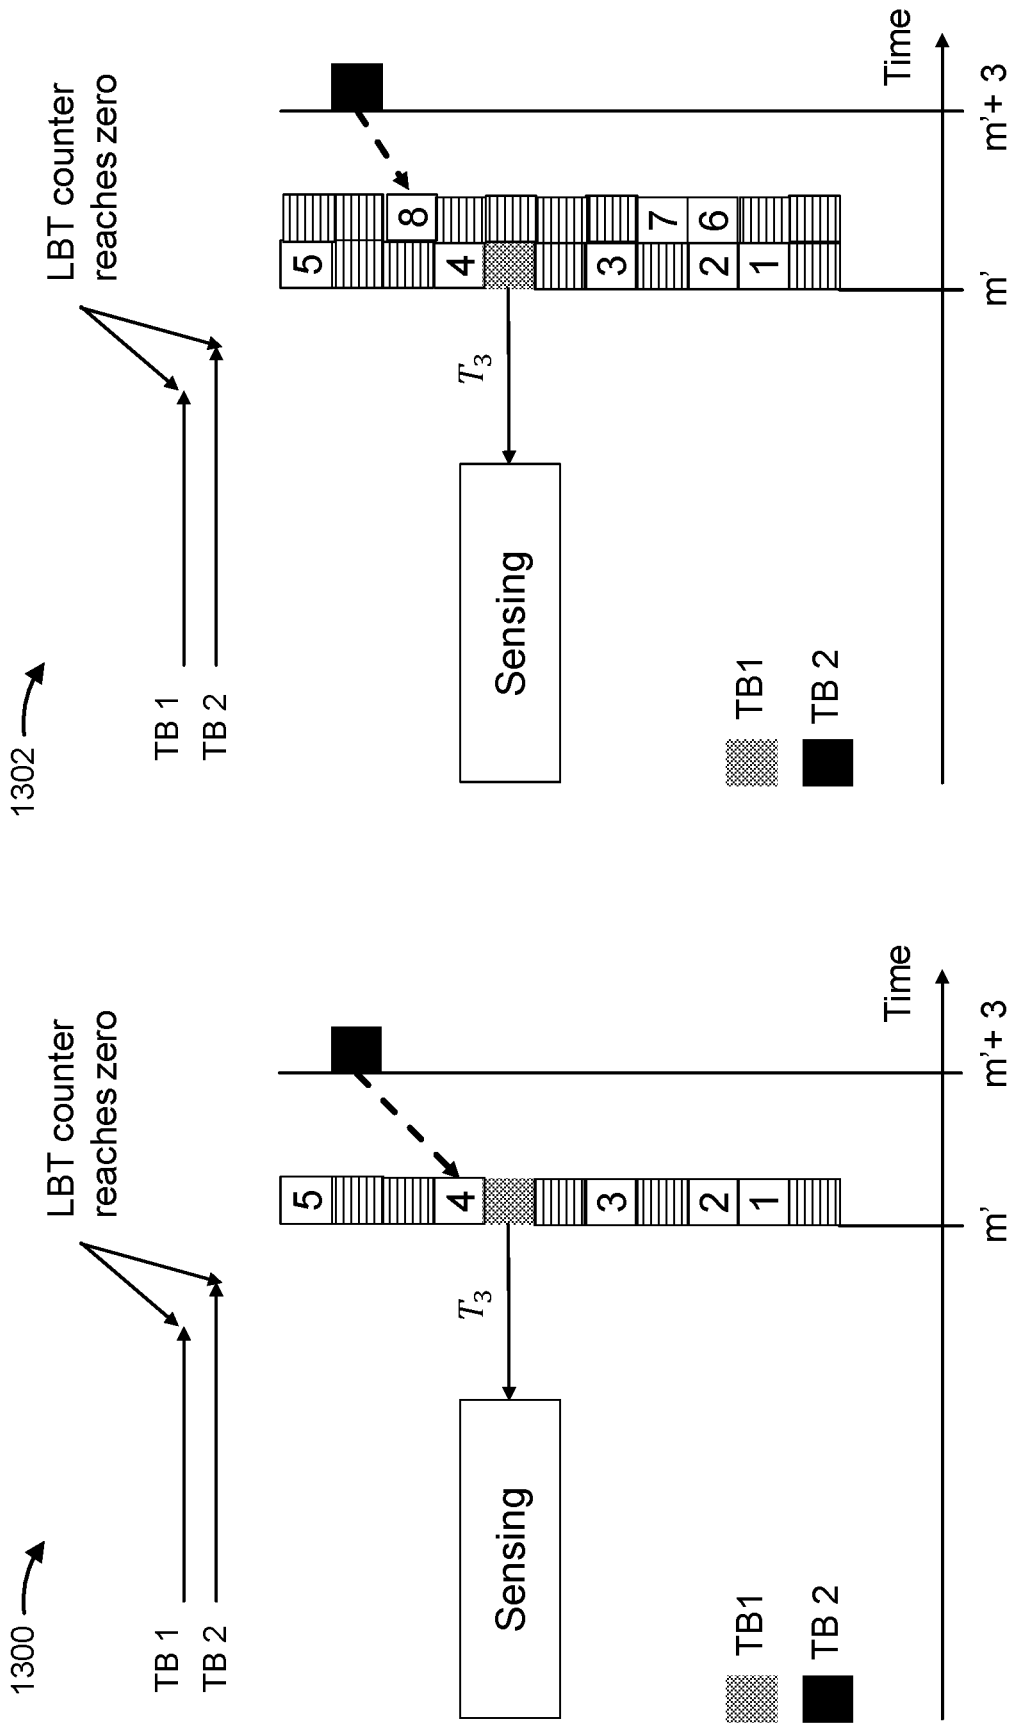 1300
LBT counter
reaches zero
TB 1
TB 2
5
4
3
2
1
T3
Sensing
TB1
TB 2
Time
m'
m'+ 3
1302
LBT counter
reaches zero
TB 1
TB 2
5
4
3
2
1
8
7
6
T3
Sensing
TB1
TB 2
Time
m'
m'+ 3